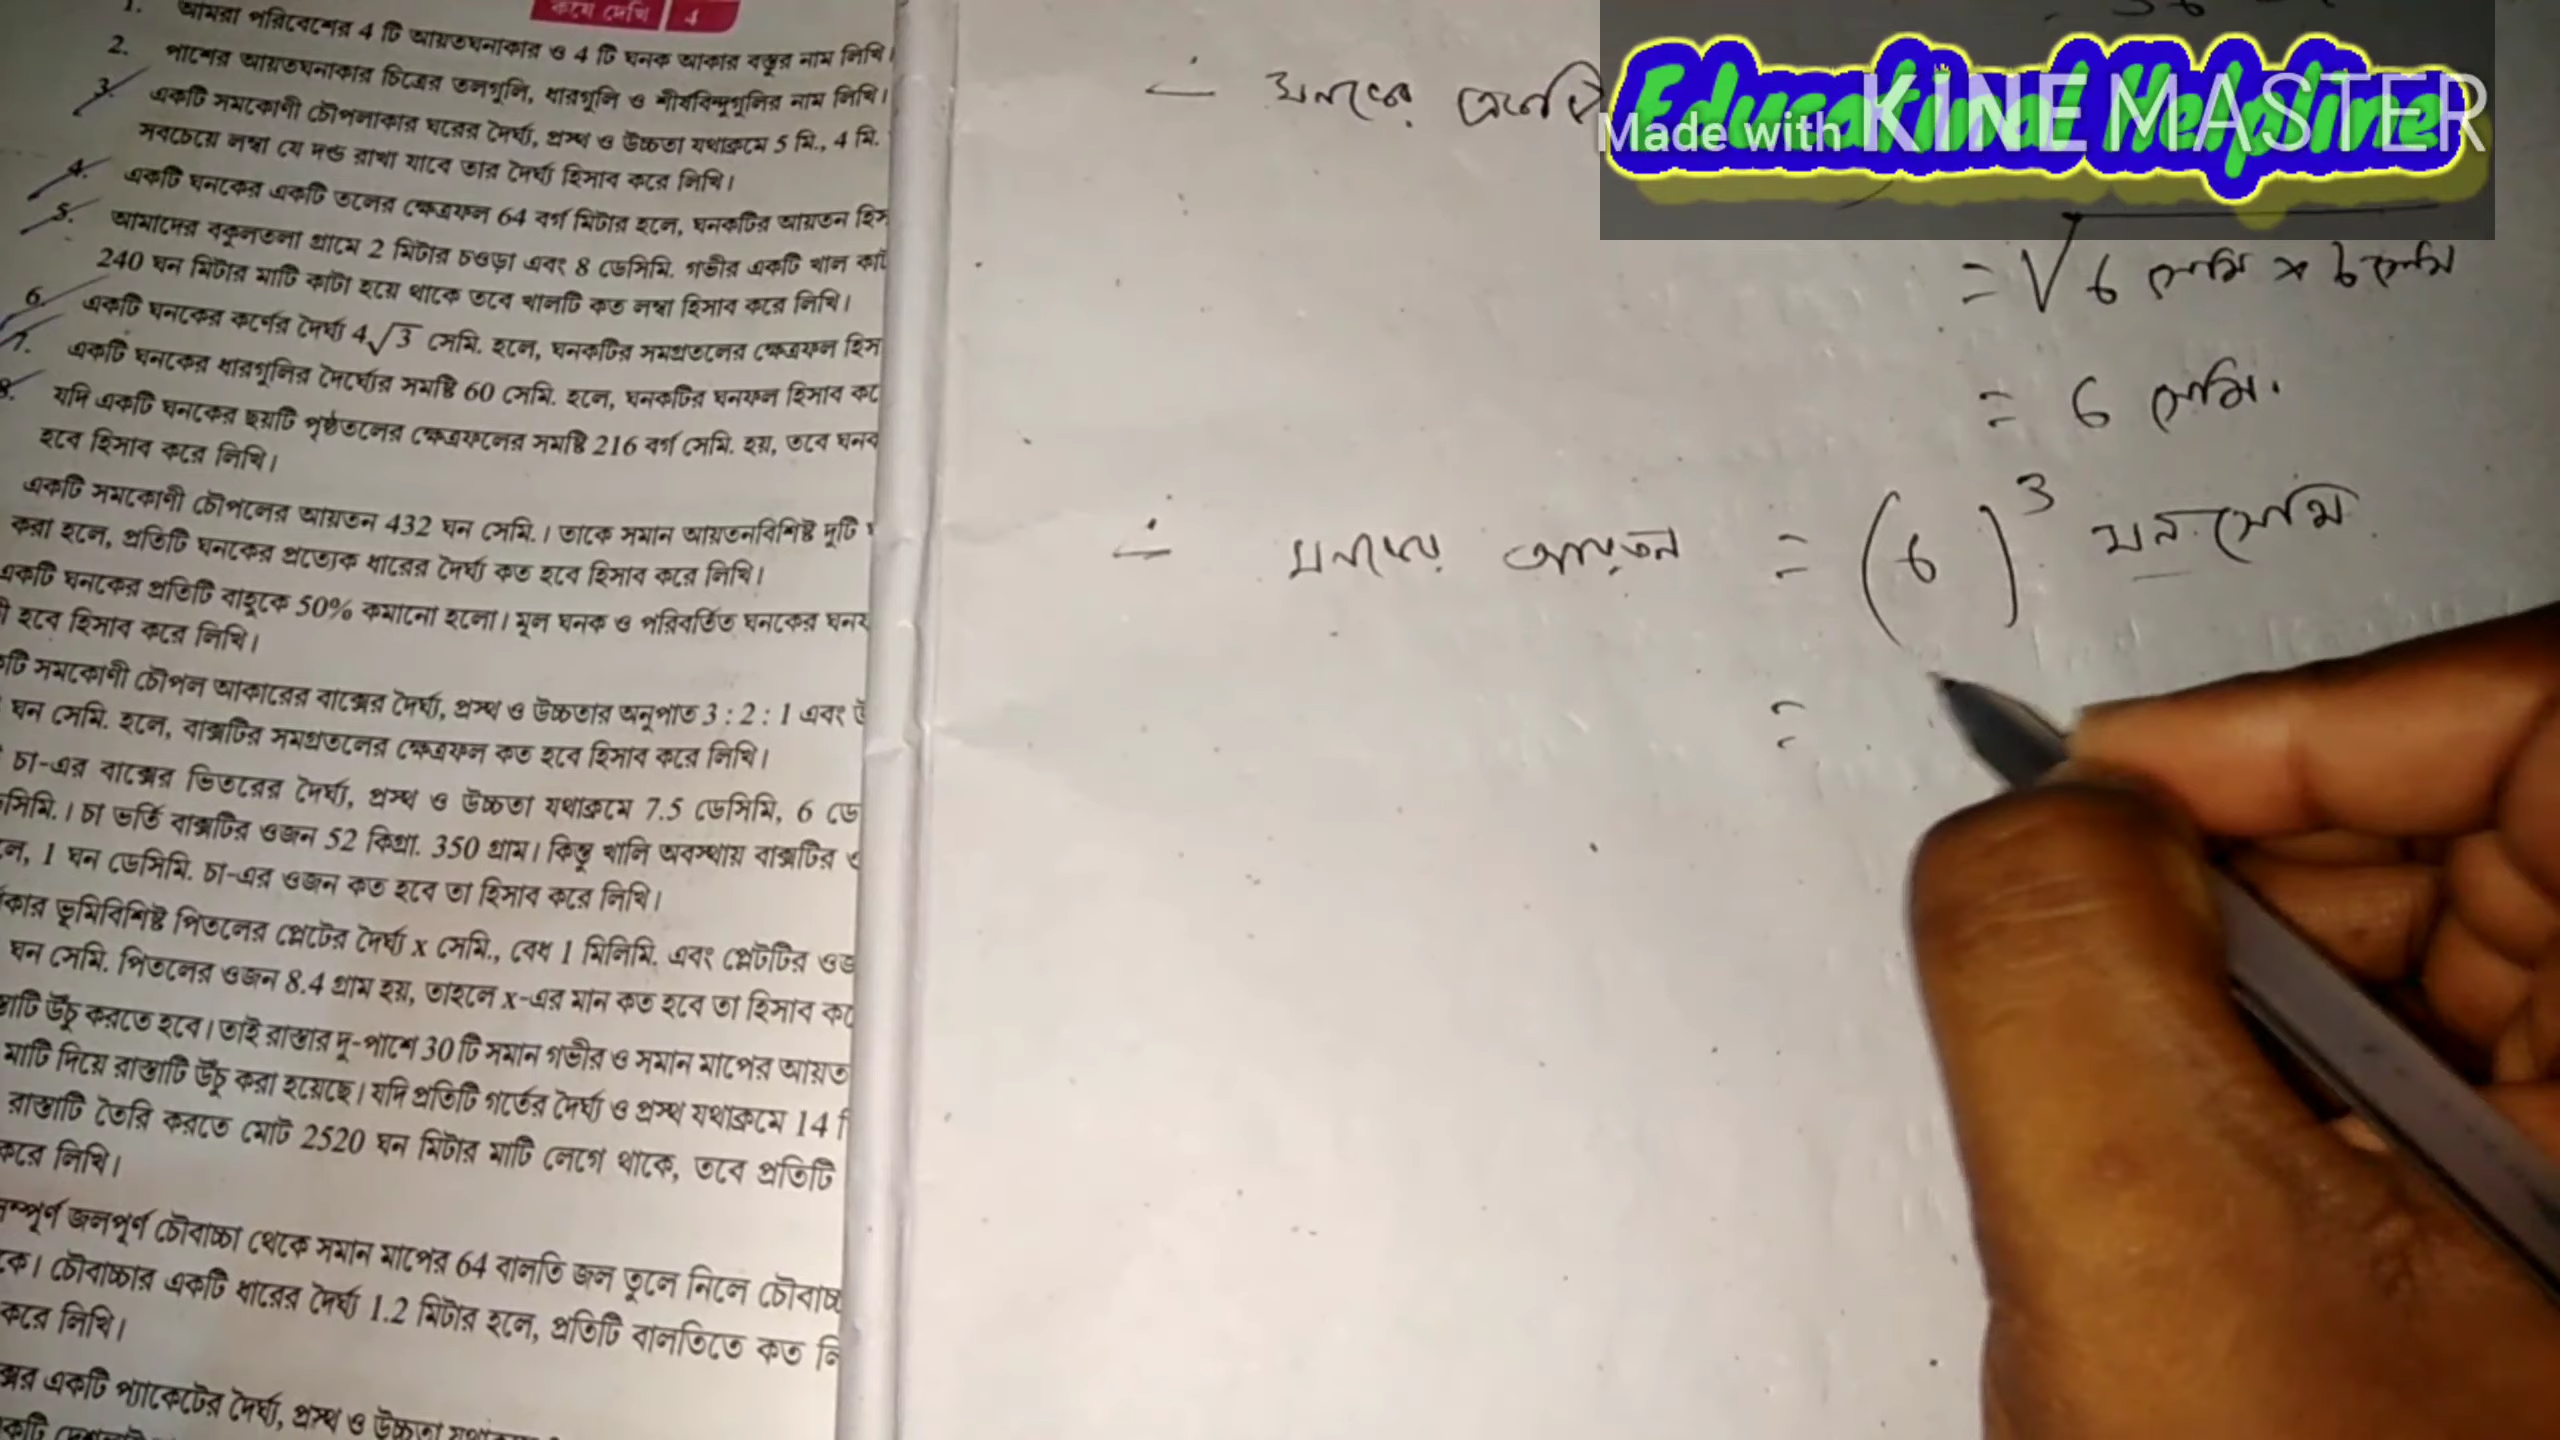 কষে দেখি 4
1. আমরা পরিবেশের 4 টি আয়তঘনাকার ও 4 টি ঘনক আকার বস্তুর নাম লিখি।
2. পাশের আয়তঘনাকার চিত্রের তলগুলি, ধারগুলি ও শীর্ষবিন্দুগুলির নাম লিখি।
3. একটি সমকোণী চৌপলাকার ঘরের দৈর্ঘ্য, প্রস্থ ও উচ্চতা যথাক্রমে 5 মি., 4 মি.
সবচেয়ে লম্বা যে দণ্ড রাখা যাবে তার দৈর্ঘ্য হিসাব করে লিখি।
4. একটি ঘনকের একটি তলের ক্ষেত্রফল 64 বর্গ মিটার হলে, ঘনকটির আয়তন হিস
5. আমাদের বকুলতলা গ্রামে 2 মিটার চওড়া এবং 8 ডেসিমি. গভীর একটি খাল কাট
240 ঘন মিটার মাটি কাটা হয়ে থাকে তবে খালটি কত লম্বা হিসাব করে লিখি।
6. একটি ঘনকের কর্ণের দৈর্ঘ্য 4√3 সেমি. হলে, ঘনকটির সমগ্রতলের ক্ষেত্রফল হিস
7. একটি ঘনকের ধারগুলির দৈর্ঘ্যের সমষ্টি 60 সেমি. হলে, ঘনকটির ঘনফল হিসাব কর
8. যদি একটি ঘনকের ছয়টি পৃষ্ঠতলের ক্ষেত্রফলের সমষ্টি 216 বর্গ সেমি. হয়, তবে ঘনক
হবে হিসাব করে লিখি।
একটি সমকোণী চৌপলের আয়তন 432 ঘন সেমি.। তাকে সমান আয়তনবিশিষ্ট দুটি
করা হলে, প্রতিটি ঘনকের প্রত্যেক ধারের দৈর্ঘ্য কত হবে হিসাব করে লিখি।
একটি ঘনকের প্রতিটি বাহুকে 50% কমানো হলো। মূল ঘনক ও পরিবর্তিত ঘনকের ঘনফ
হবে হিসাব করে লিখি।
টি সমকোণী চৌপল আকারের বাক্সের দৈর্ঘ্য, প্রস্থ ও উচ্চতার অনুপাত 3 : 2 : 1 এবং
ঘন সেমি. হলে, বাক্সটির সমগ্রতলের ক্ষেত্রফল কত হবে হিসাব করে লিখি।
চা-এর বাক্সের ভিতরের দৈর্ঘ্য, প্রস্থ ও উচ্চতা যথাক্রমে 7.5 ডেসিমি, 6 ডে
সিমি.। চা ভর্তি বাক্সটির ওজন 52 কিগ্রা. 350 গ্রাম। কিন্তু খালি অবস্থায় বাক্সটির ও
লে, 1 ঘন ডেসিমি. চা-এর ওজন কত হবে তা হিসাব করে লিখি।
কার ভূমিবিশিষ্ট পিতলের প্লেটের দৈর্ঘ্য x সেমি., বেধ 1 মিলিমি. এবং প্লেটটির ওজ
ঘন সেমি. পিতলের ওজন 8.4 গ্রাম হয়, তাহলে x-এর মান কত হবে তা হিসাব করে
উঁচু করতে হবে। তাই রাস্তার দু-পাশে 30 টি সমান গভীর ও সমান মাপের আয়ত
মাটি দিয়ে রাস্তাটি উঁচু করা হয়েছে। যদি প্রতিটি গর্তের দৈর্ঘ্য ও প্রস্থ যথাক্রমে 14 ি
রাস্তাটি তৈরি করতে মোট 2520 ঘন মিটার মাটি লেগে থাকে, তবে প্রতিটি
করে লিখি।
সম্পূর্ণ জলপূর্ণ চৌবাচ্চা থেকে সমান মাপের 64 বালতি জল তুলে নিলে চৌবাচ্চ
কে। চৌবাচ্চার একটি ধারের দৈর্ঘ্য 1.2 মিটার হলে, প্রতিটি বালতিতে কত লি
করে লিখি।
একটি প্যাকেটের দৈর্ঘ্য, প্রস্থ ও উচ্চতা
Educational Helpline
Made with KINEMASTER
∴ ঘনকের
= √6 সেমি × 6 সেমি
= 6 সেমি.
∴ ঘনকের আয়তন = (6)³ ঘন সেমি
=